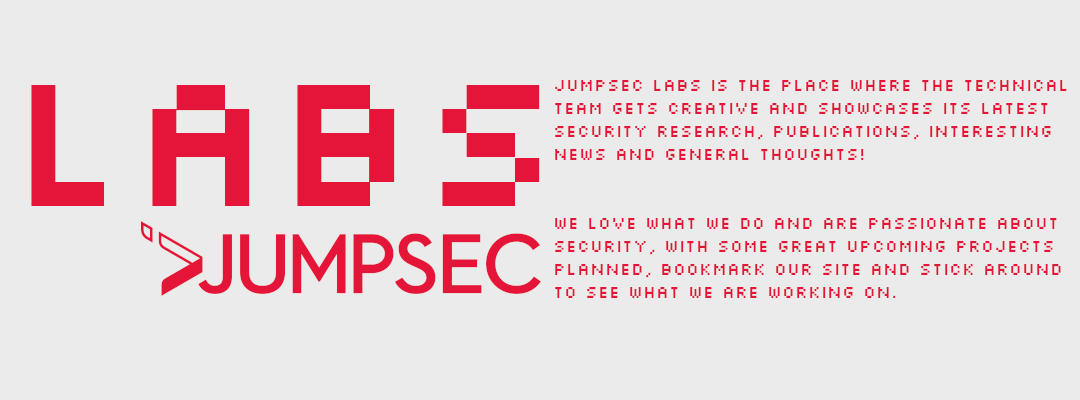 LABS
JUMPSEC
JUMPSEC LABS IS THE PLACE WHERE THE TECHNICAL
TEAM GETS CREATIVE AND SHOWCASES ITS LATEST
SECURITY RESEARCH, PUBLICATIONS, INTERESTING
NEWS AND GENERAL THOUGHTS!
WE LOVE WHAT WE DO AND ARE PASSIONATE ABOUT
SECURITY, WITH SOME GREAT UPCOMING PROJECTS
PLANNED, BOOKMARK OUR SITE AND STICK AROUND
TO SEE WHAT WE ARE WORKING ON.